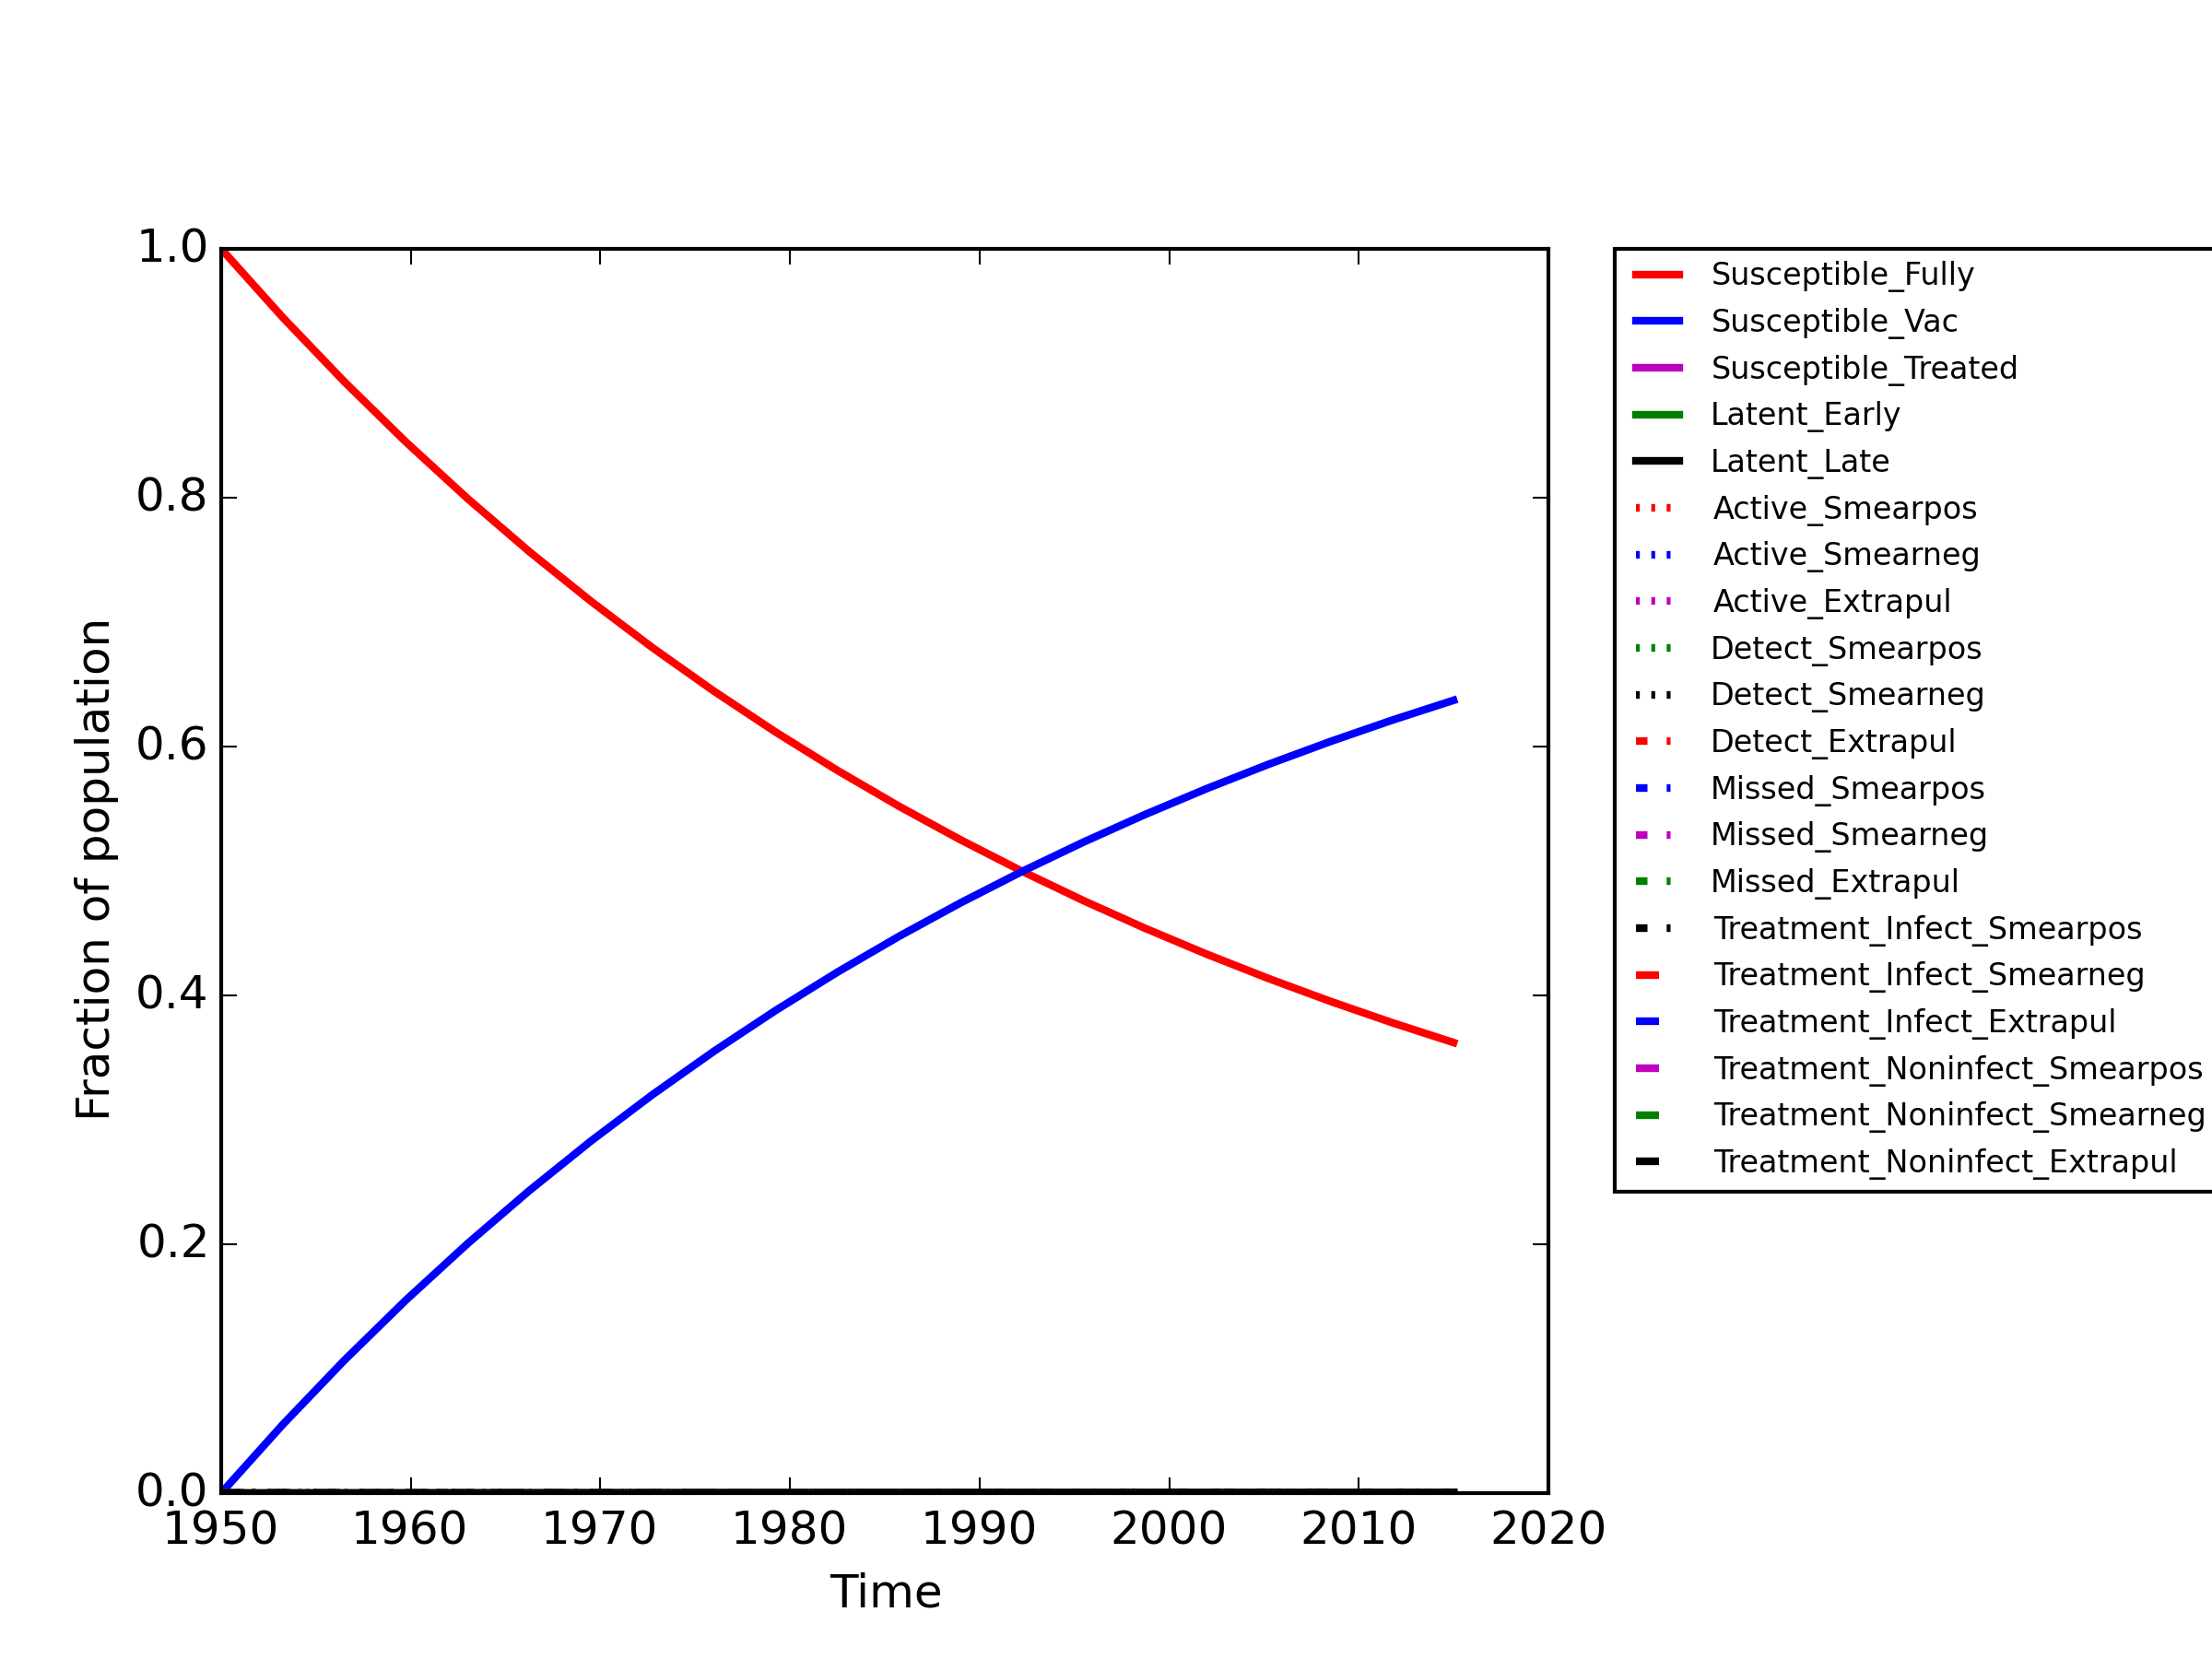 1.0
0.8
0.6
0.4
0.2
0.0
Fraction of population
1950 1960 1970 1980 1990 2000 2010 2020
Time
Susceptible_Fully
Susceptible_Vac
Susceptible_Treated
Latent_Early
Latent_Late
Active_Smearpos
Active_Smearneg
Active_Extrapul
Detect_Smearpos
Detect_Smearneg
Detect_Extrapul
Missed_Smearpos
Missed_Smearneg
Missed_Extrapul
Treatment_Infect_Smearpos
Treatment_Infect_Smearneg
Treatment_Infect_Extrapul
Treatment_Noninfect_Smearpos
Treatment_Noninfect_Smearneg
Treatment_Noninfect_Extrapul